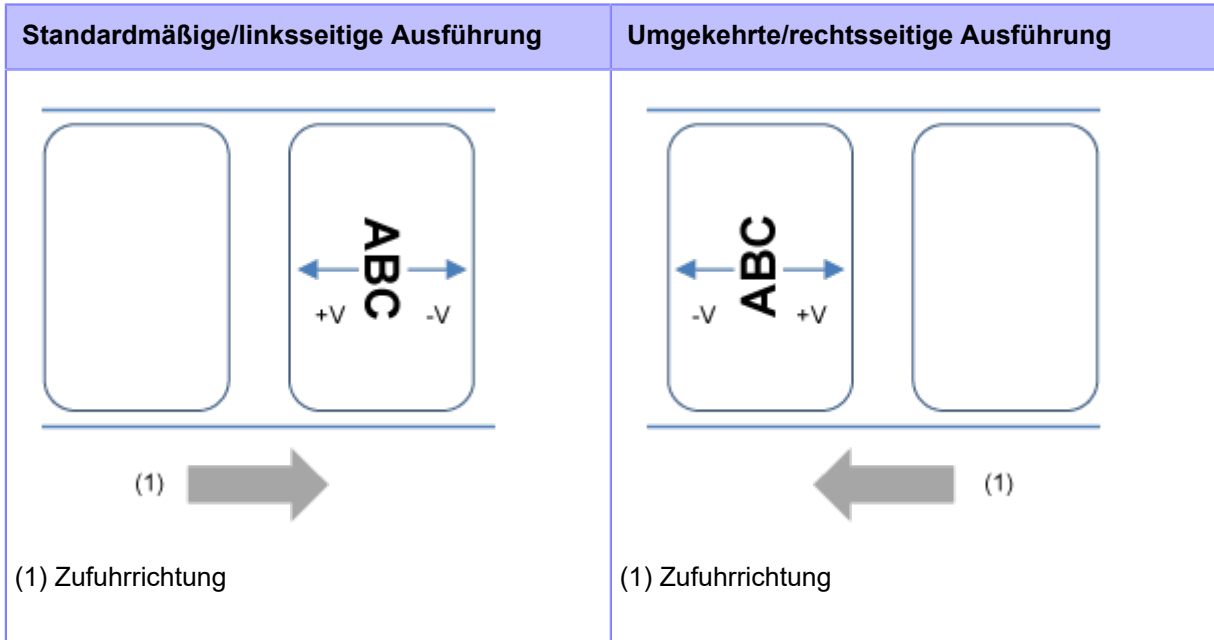 Standardmäßige/linksseitige Ausführung
Umgekehrte/rechtsseitige Ausführung
ABC
+V -V
(1)
(1) Zufuhrrichtung
ABC
-V +V
(1)
(1) Zufuhrrichtung